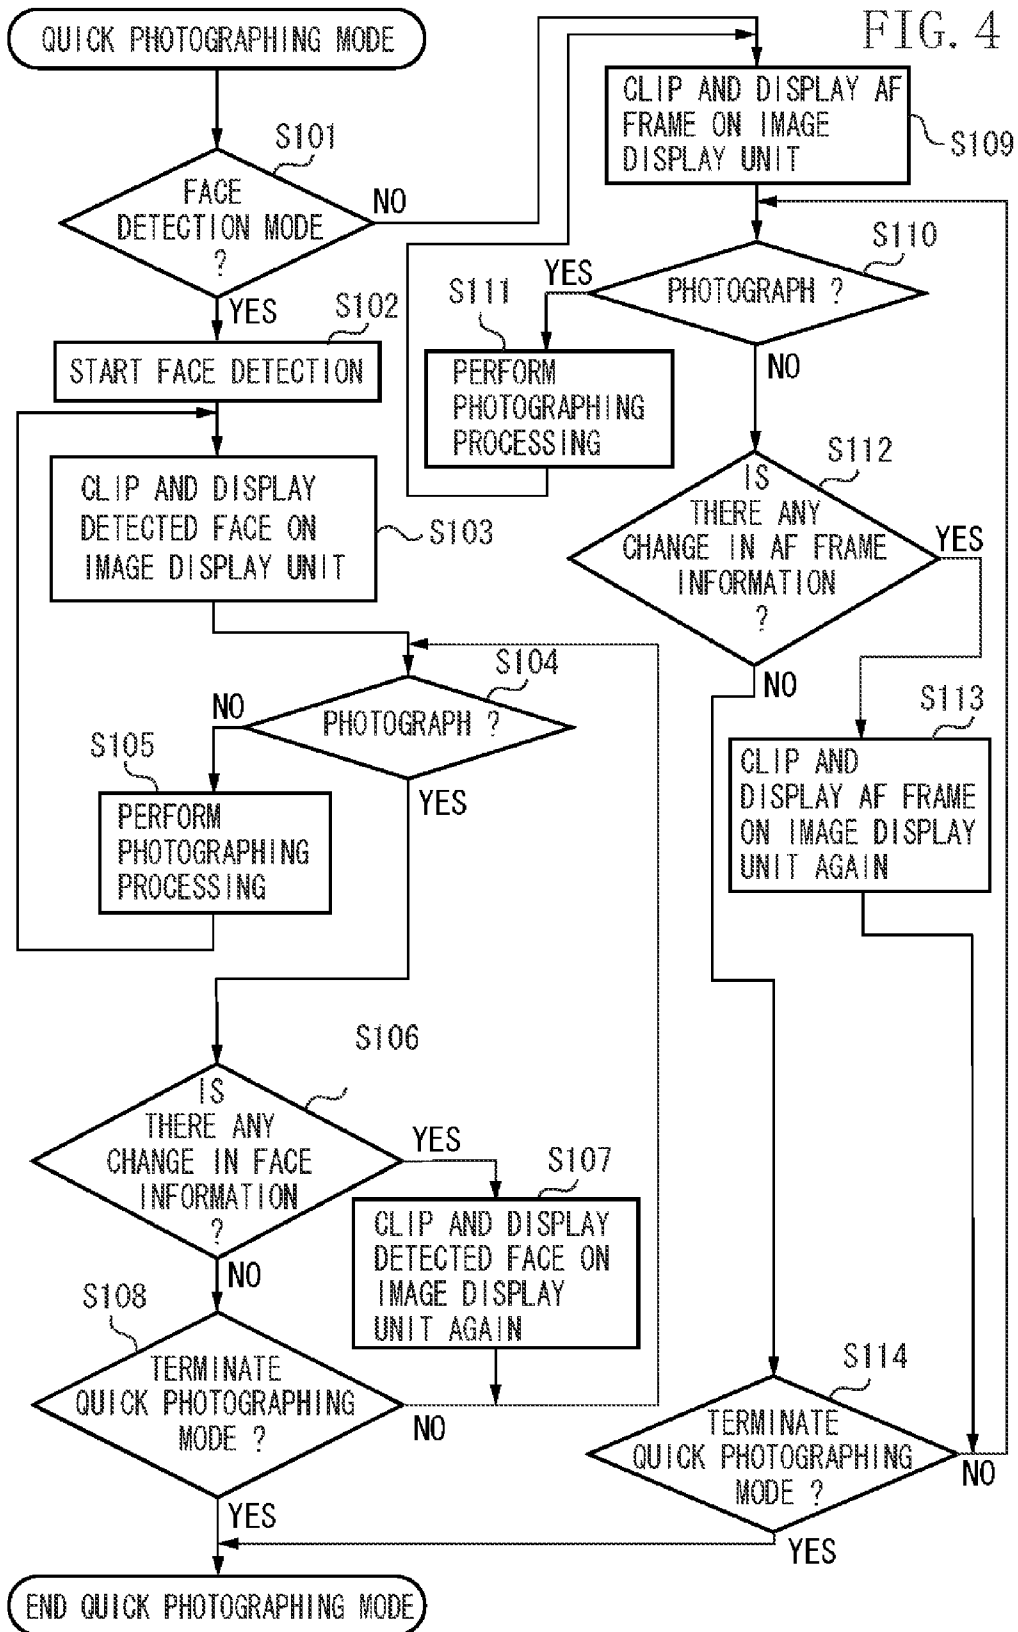 FIG. 4
QUICK PHOTOGRAPHING MODE
S101
FACE
DETECTION MODE
?
NO
YES
S102
START FACE DETECTION
CLIP AND DISPLAY
DETECTED FACE ON
IMAGE DISPLAY UNIT
S103
S104
PHOTOGRAPH ?
NO
YES
S105
PERFORM
PHOTOGRAPHING
PROCESSING
S106
IS
THERE ANY
CHANGE IN FACE
INFORMATION
?
YES
NO
S107
CLIP AND DISPLAY
DETECTED FACE ON
IMAGE DISPLAY
UNIT AGAIN
S108
TERMINATE
QUICK PHOTOGRAPHING
MODE ?
NO
YES
END QUICK PHOTOGRAPHING MODE
CLIP AND DISPLAY AF
FRAME ON IMAGE
DISPLAY UNIT
S109
S110
PHOTOGRAPH ?
YES
NO
S111
PERFORM
PHOTOGRAPHING
PROCESSING
S112
IS
THERE ANY
CHANGE IN AF FRAME
INFORMATION
?
YES
NO
S113
CLIP AND
DISPLAY AF FRAME
ON IMAGE DISPLAY
UNIT AGAIN
S114
TERMINATE
QUICK PHOTOGRAPHING
MODE ?
NO
YES